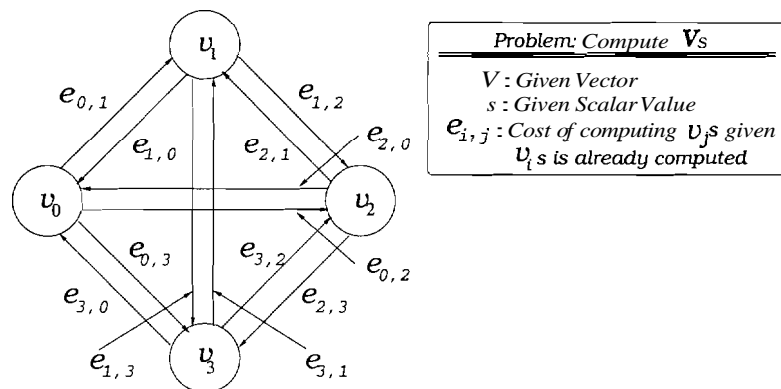 v1
e0,1
e1,2
e1,0
e2,1
e2,0
v0
v2
e0,3
e3,2
e0,2
e3,0
e2,3
v3
e1,3
e3,1
Problem: Compute Vs
V : Given Vector
s : Given Scalar Value
ei,j : Cost of computing vjs given
vi s is already computed